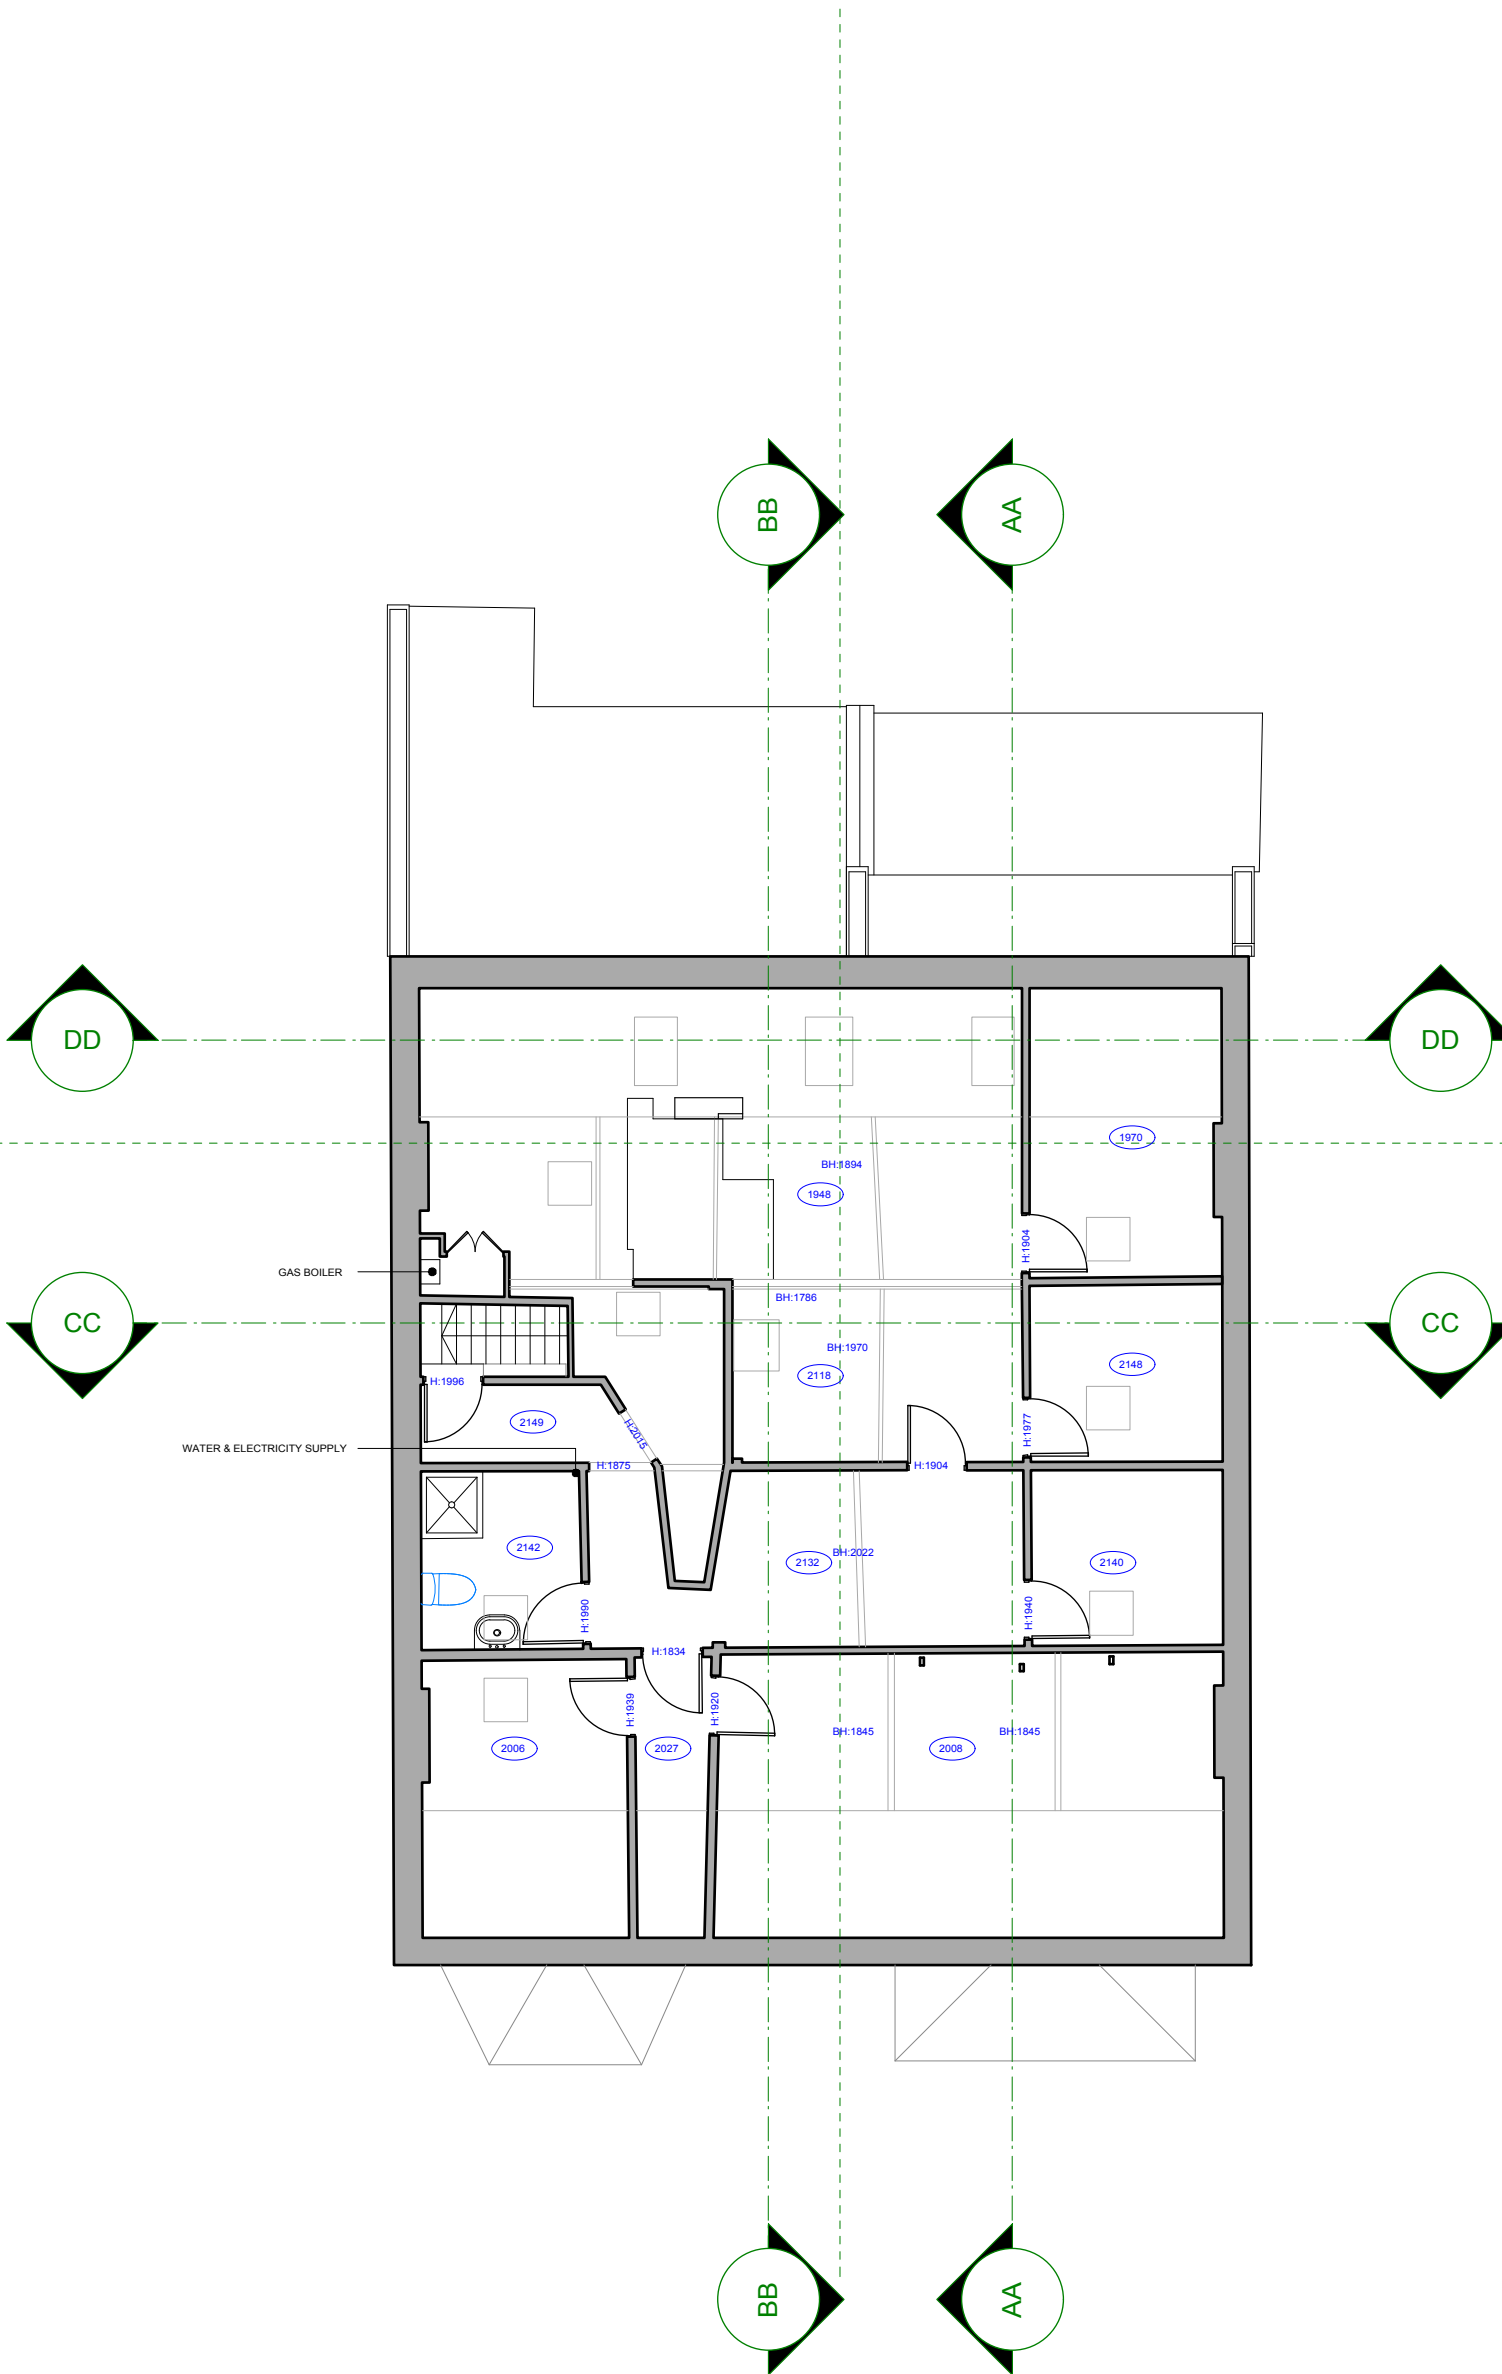 BB
AA
DD
DD
1970
BH:1894
1948
H:1904
GAS BOILER
BH:1786
CC
CC
BH:1970
2148
2118
H:1996
2149
H:2015
H:1977
WATER & ELECTRICITY SUPPLY
H:1875
H:1904
2142
2132
BH:2022
2140
H:1990
H:1940
H:1834
H:1939
H:1920
BH:1845
BH:1845
2006
2027
2008
BB
AA